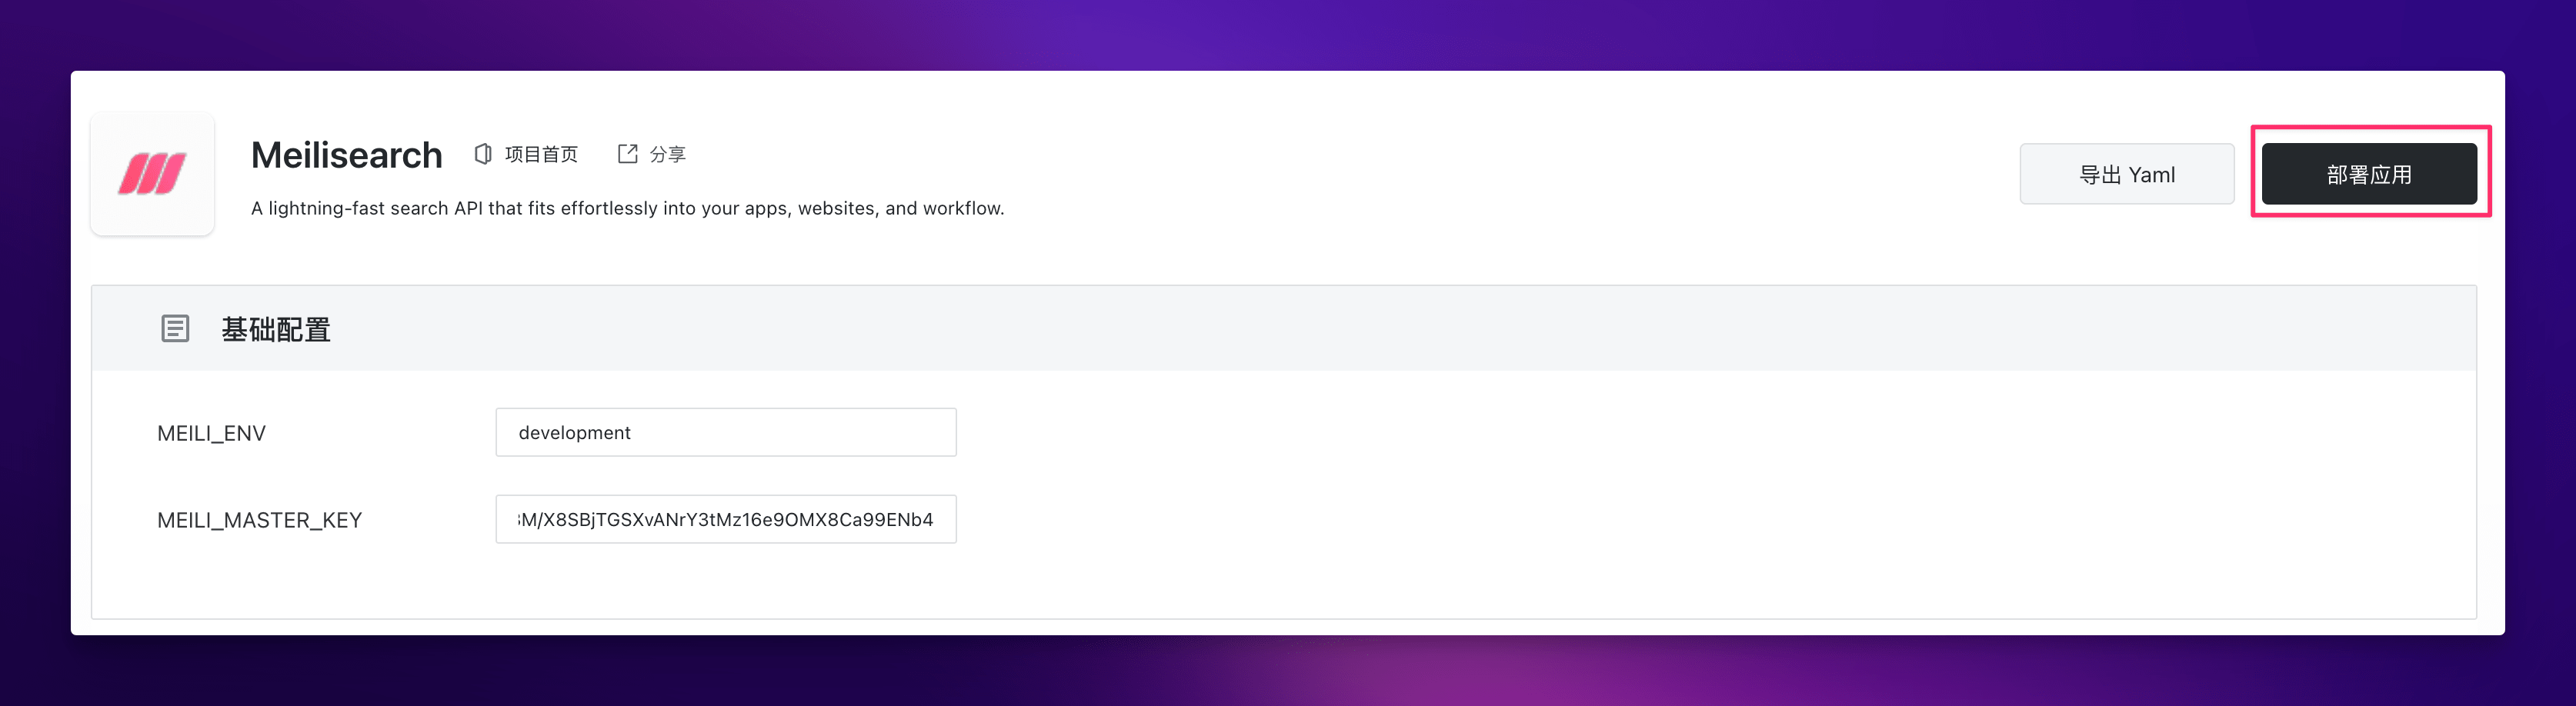 Meilisearch 项目首页 分享
A lightning-fast search API that fits effortlessly into your apps, websites, and workflow.
导出 Yaml 部署应用
基础配置
MEILI_ENV development
MEILI_MASTER_KEY M/X8SBjTGSXvANrY3tMz16e9OMX8Ca99ENb4